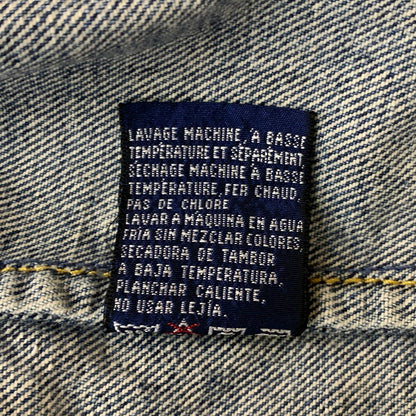 LAVAGE MACHINE, À BASSE
TEMPÉRATURE ET SÉPARÉMENT,
SÉCHAGE MACHINE À BASSE
TEMPÉRATURE, FER CHAUD.
PAS DE CHLORE
LAVAR A MÁQUINA EN AGUA
FRÍA SIN MEZCLAR COLORES,
SECADORA DE TAMBOR
A BAJA TEMPERATURA,
PLANCHAR CALIENTE,
NO USAR LEJÍA.